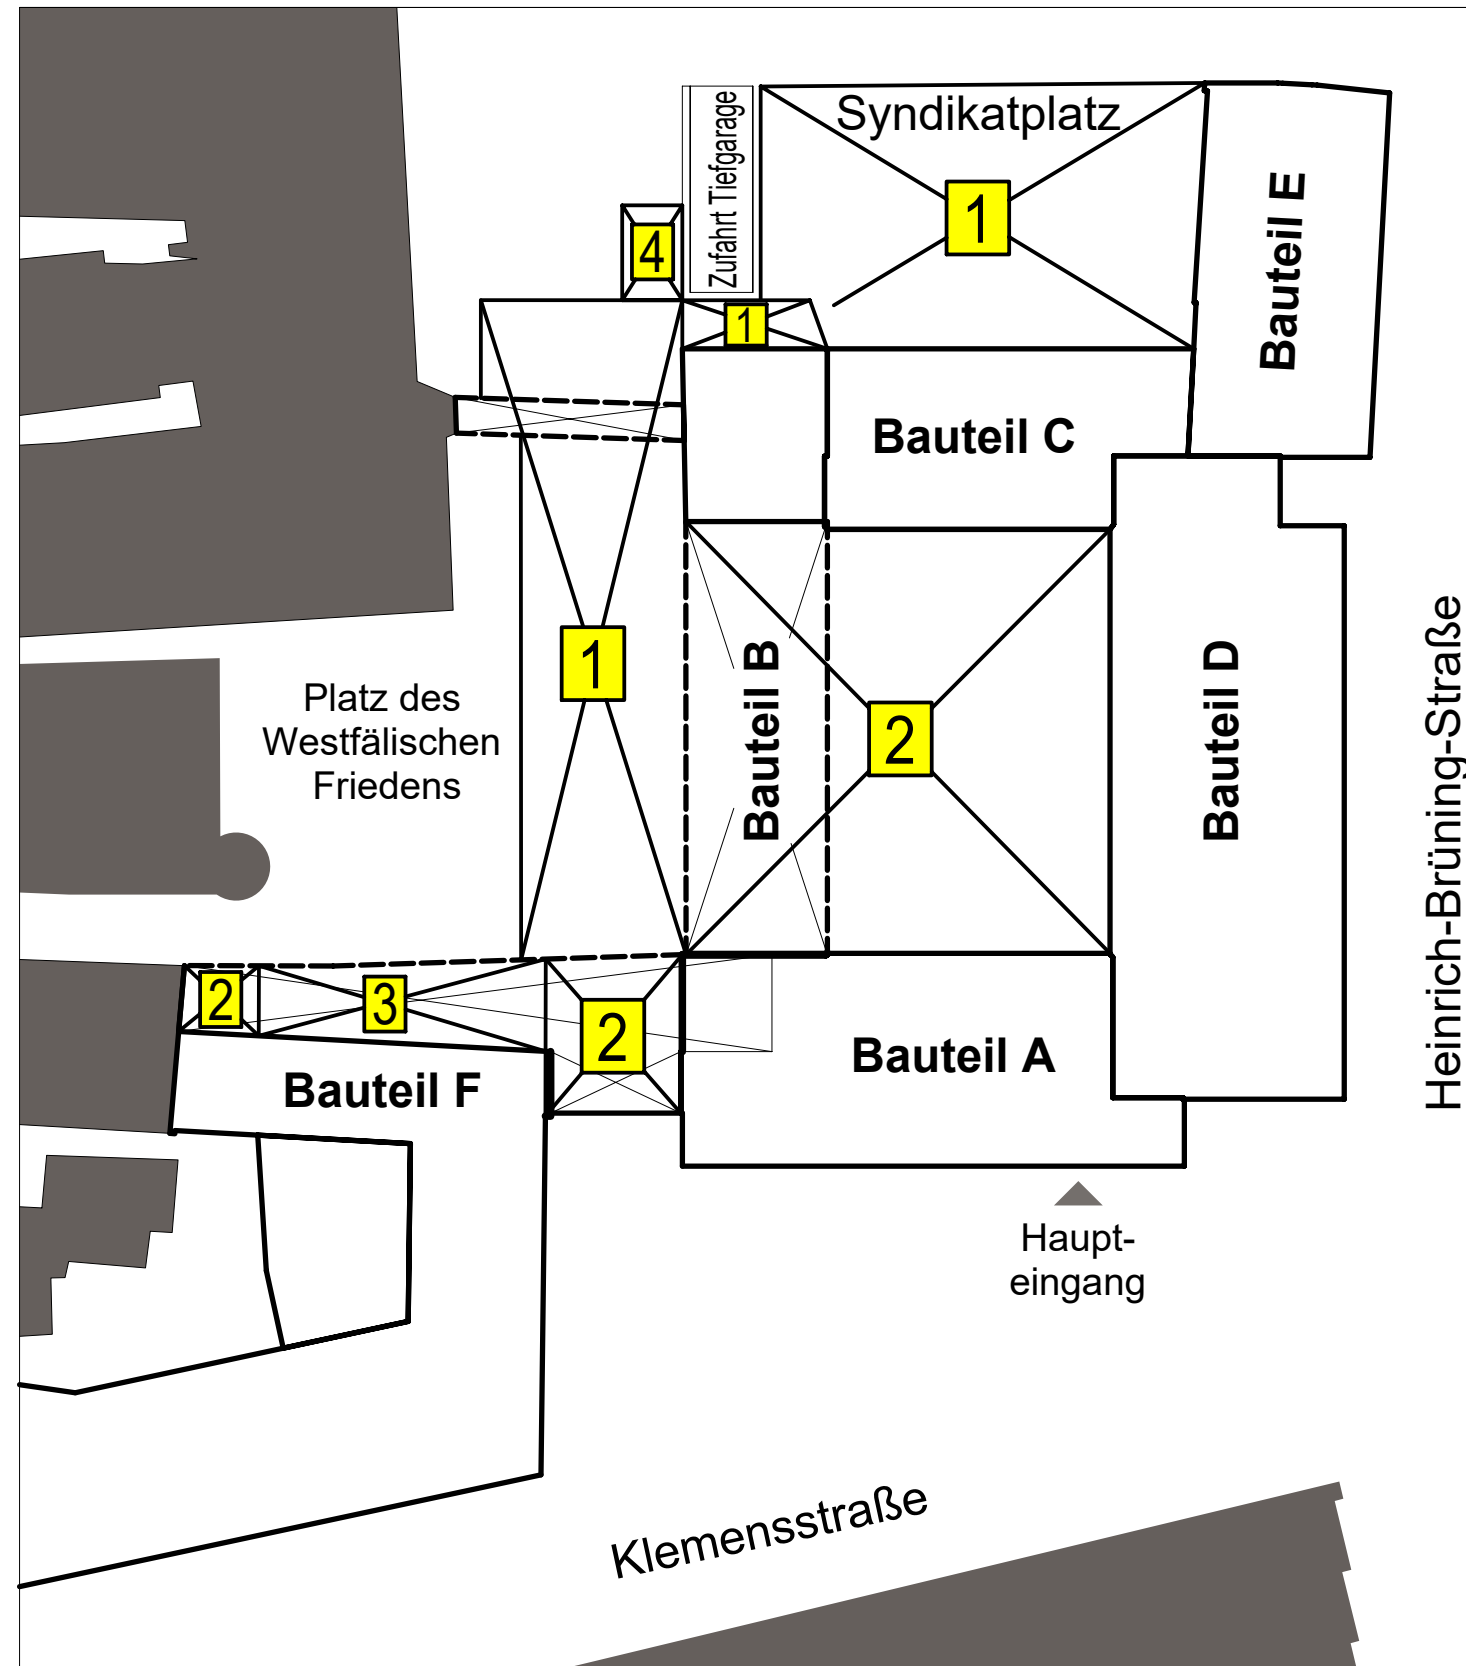 Syndikatplatz
Zufahrt Tiefgarage
1
4
1
Bauteil E
Bauteil C
1
Platz des
Westfälischen
Friedens
Bauteil B
2
Bauteil D
Heinrich-Brüning-Straße
2
3
2
Bauteil A
Bauteil F
Haupt-
eingang
Klemensstraße